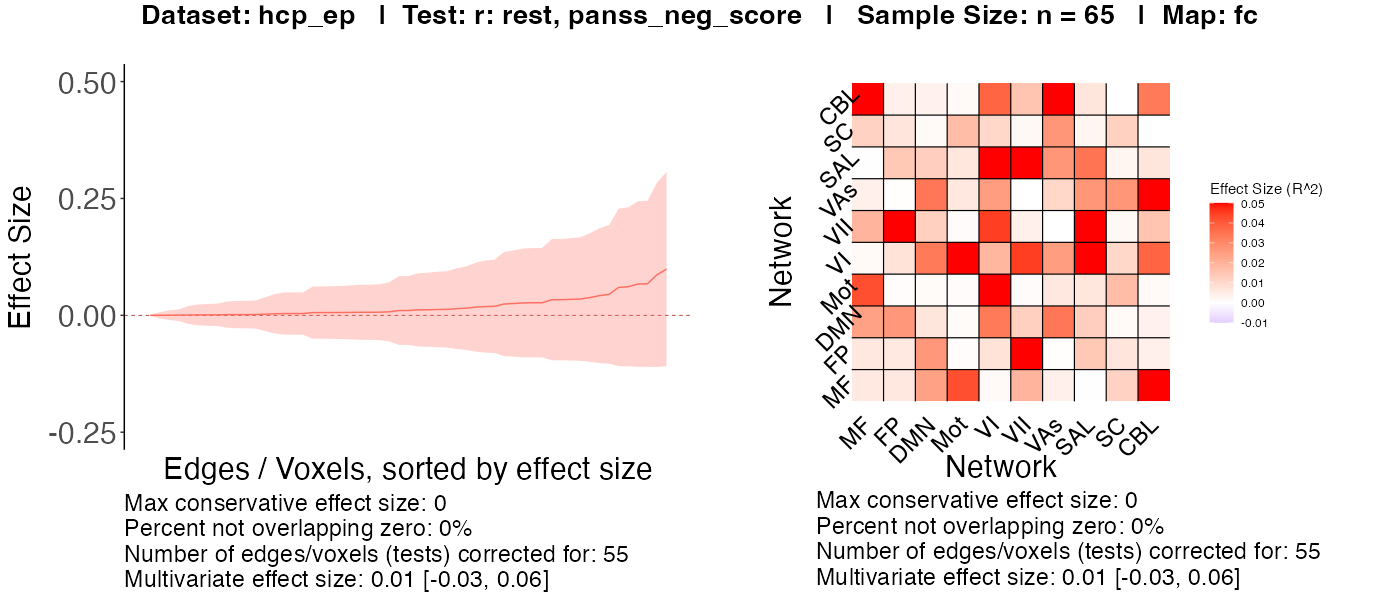 Dataset: hcp_ep | Test: r: rest, panss_neg_score | Sample Size: n = 65 | Map: fc
Effect Size
0.50
0.25
0.00
-0.25
Edges / Voxels, sorted by effect size
Max conservative effect size: 0
Percent not overlapping zero: 0%
Number of edges/voxels (tests) corrected for: 55
Multivariate effect size: 0.01 [-0.03, 0.06]
Network
CBL
SC
SAL
VAs
VII
VI
Mot
DMN
FP
MF
MF FP DMN Mot VI VII VAs SAL SC CBL
Network
Effect Size (R^2)
0.05
0.04
0.03
0.02
0.01
0.00
-0.01
Max conservative effect size: 0
Percent not overlapping zero: 0%
Number of edges/voxels (tests) corrected for: 55
Multivariate effect size: 0.01 [-0.03, 0.06]